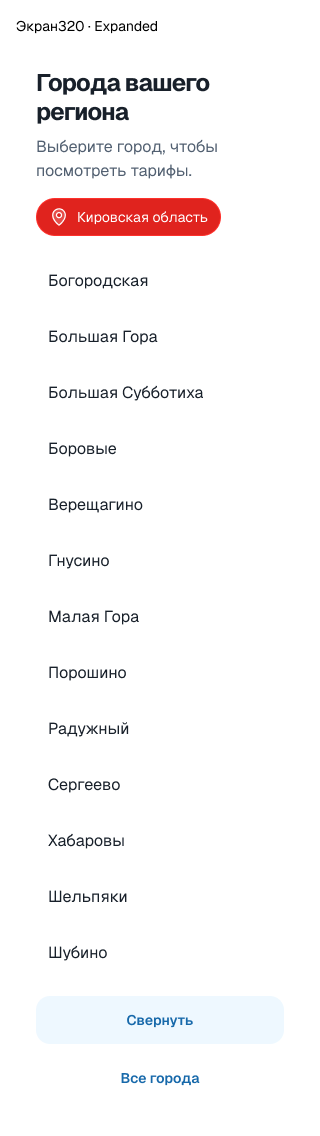 Экран320 · Expanded
Города вашего
региона
Выберите город, чтобы
посмотреть тарифы.
Кировская область
Богородская
Большая Гора
Большая Субботиха
Боровые
Верещагино
Гнусино
Малая Гора
Порошино
Радужный
Сергеево
Хабаровы
Шельпяки
Шубино
Свернуть
Все города